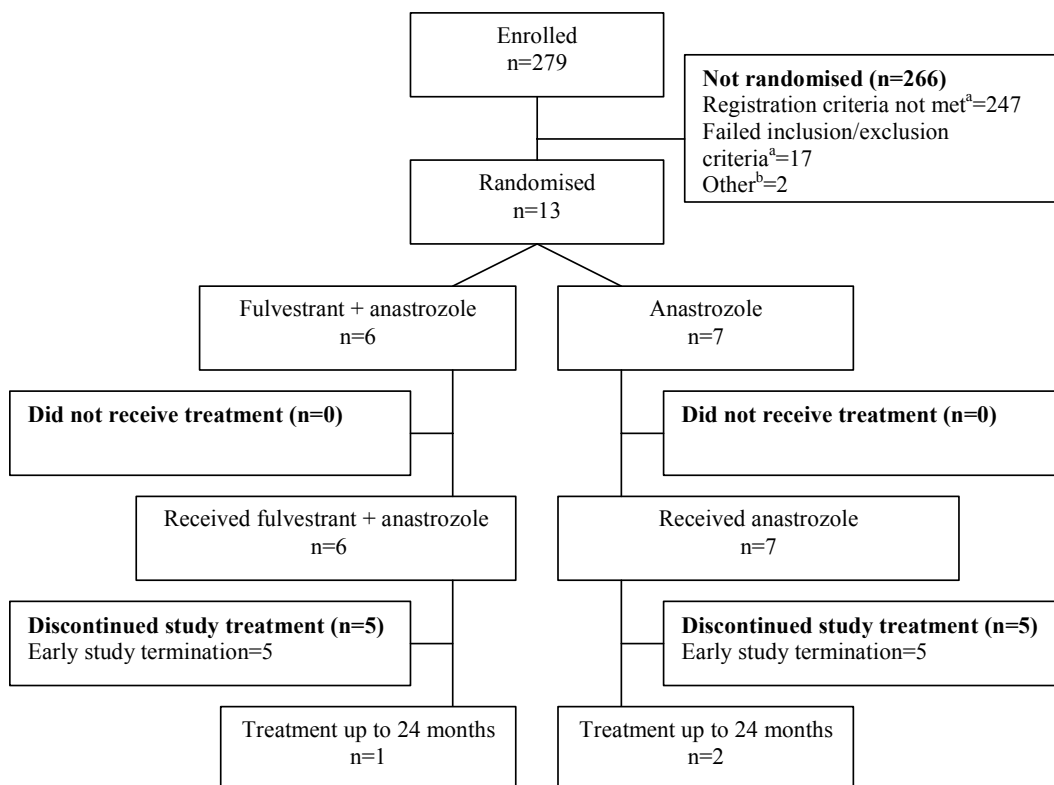 Enrolled
n=279
Not randomised (n=266)
Registration criteria not metᵃ=247
Failed inclusion/exclusion
criteriaᵃ=17
Otherᵇ=2
Randomised
n=13
Fulvestrant + anastrozole
n=6
Anastrozole
n=7
Did not receive treatment (n=0)
Did not receive treatment (n=0)
Received fulvestrant + anastrozole
n=6
Received anastrozole
n=7
Discontinued study treatment (n=5)
Early study termination=5
Discontinued study treatment (n=5)
Early study termination=5
Treatment up to 24 months
n=1
Treatment up to 24 months
n=2